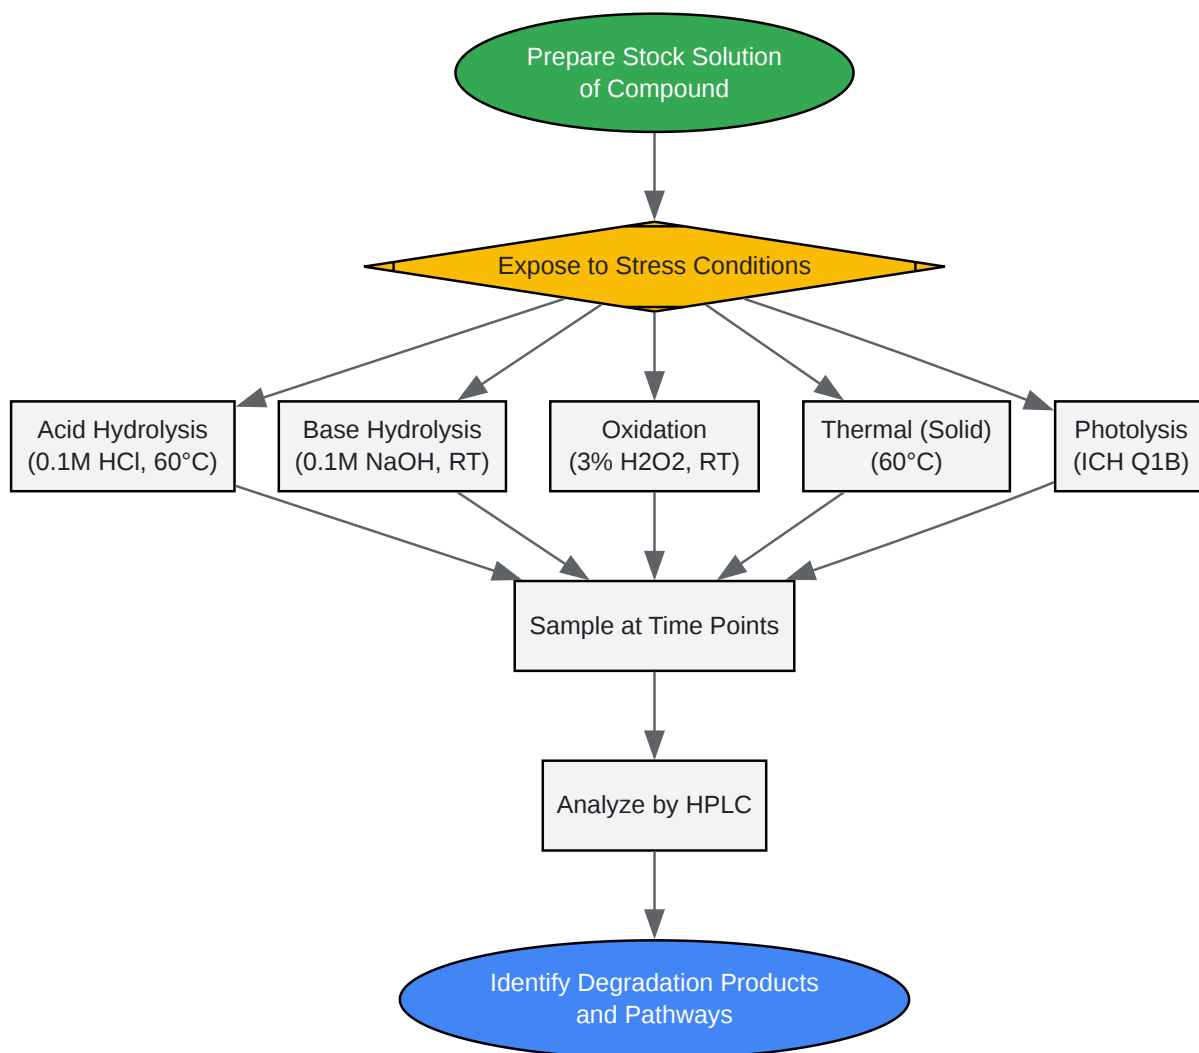 Prepare Stock Solution
of Compound
Expose to Stress Conditions
Acid Hydrolysis
(0.1M HCl, 60°C)
Base Hydrolysis
(0.1M NaOH, RT)
Oxidation
(3% H2O2, RT)
Thermal (Solid)
(60°C)
Photolysis
(ICH Q1B)
Sample at Time Points
Analyze by HPLC
Identify Degradation Products
and Pathways